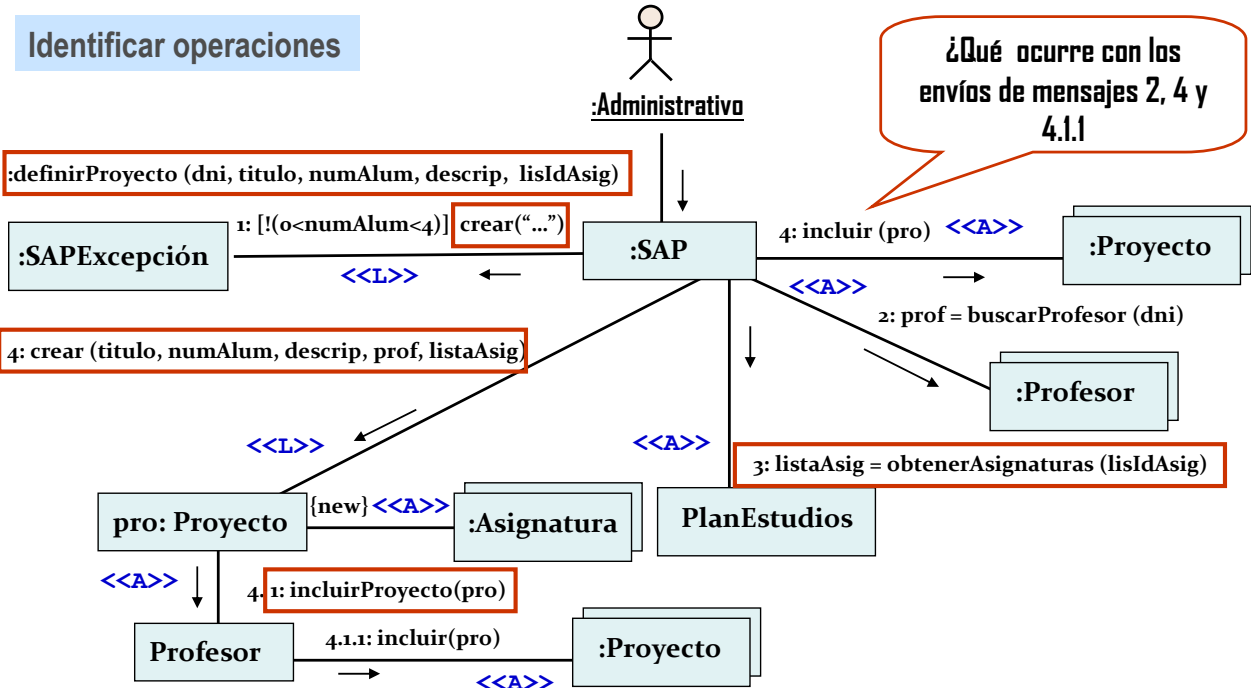 Identificar operaciones
¿Qué ocurre con los
envíos de mensajes 2, 4 y
4.1.1
:Administrativo
:definirProyecto (dni, titulo, numAlum, descrip, lisIdAsig)
1: [!(0<numAlum<4)] crear("...")
:SAPExcepción
<<L>>
:SAP
4: incluir (pro) <<A>>
:Proyecto
<<A>>
2: prof = buscarProfesor (dni)
:Profesor
4: crear (titulo, numAlum, descrip, prof, listaAsig)
<<L>>
<<A>>
3: listaAsig = obtenerAsignaturas (lisIdAsig)
pro: Proyecto
{new} <<A>>
:Asignatura
PlanEstudios
<<A>>
4.1: incluirProyecto(pro)
Profesor
4.1.1: incluir(pro)
<<A>>
:Proyecto